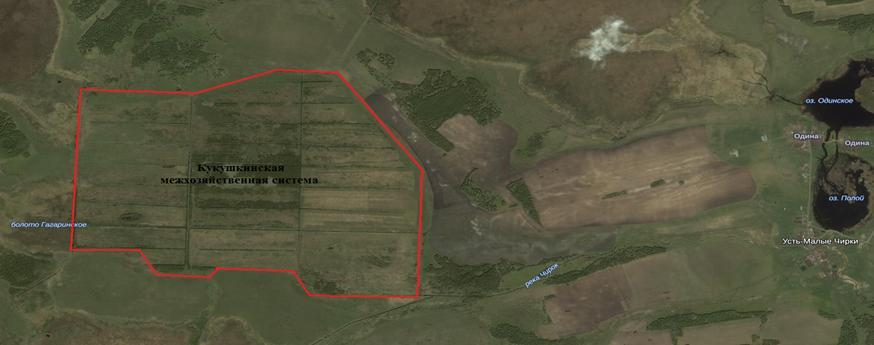 оз. Одинское
Одина
Одина
Кукушкинская
межхозяйственная система
оз. Полой
болото Гагаринское
Усть-Малые Чирки
река Чирок